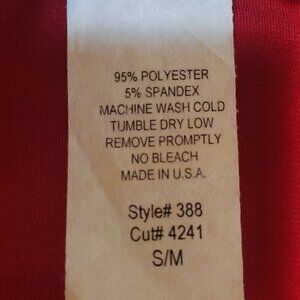 95% POLYESTER
5% SPANDEX
MACHINE WASH COLD
TUMBLE DRY LOW
REMOVE PROMPTLY
NO BLEACH
MADE IN U.S.A.
Style# 388
Cut# 4241
S/M